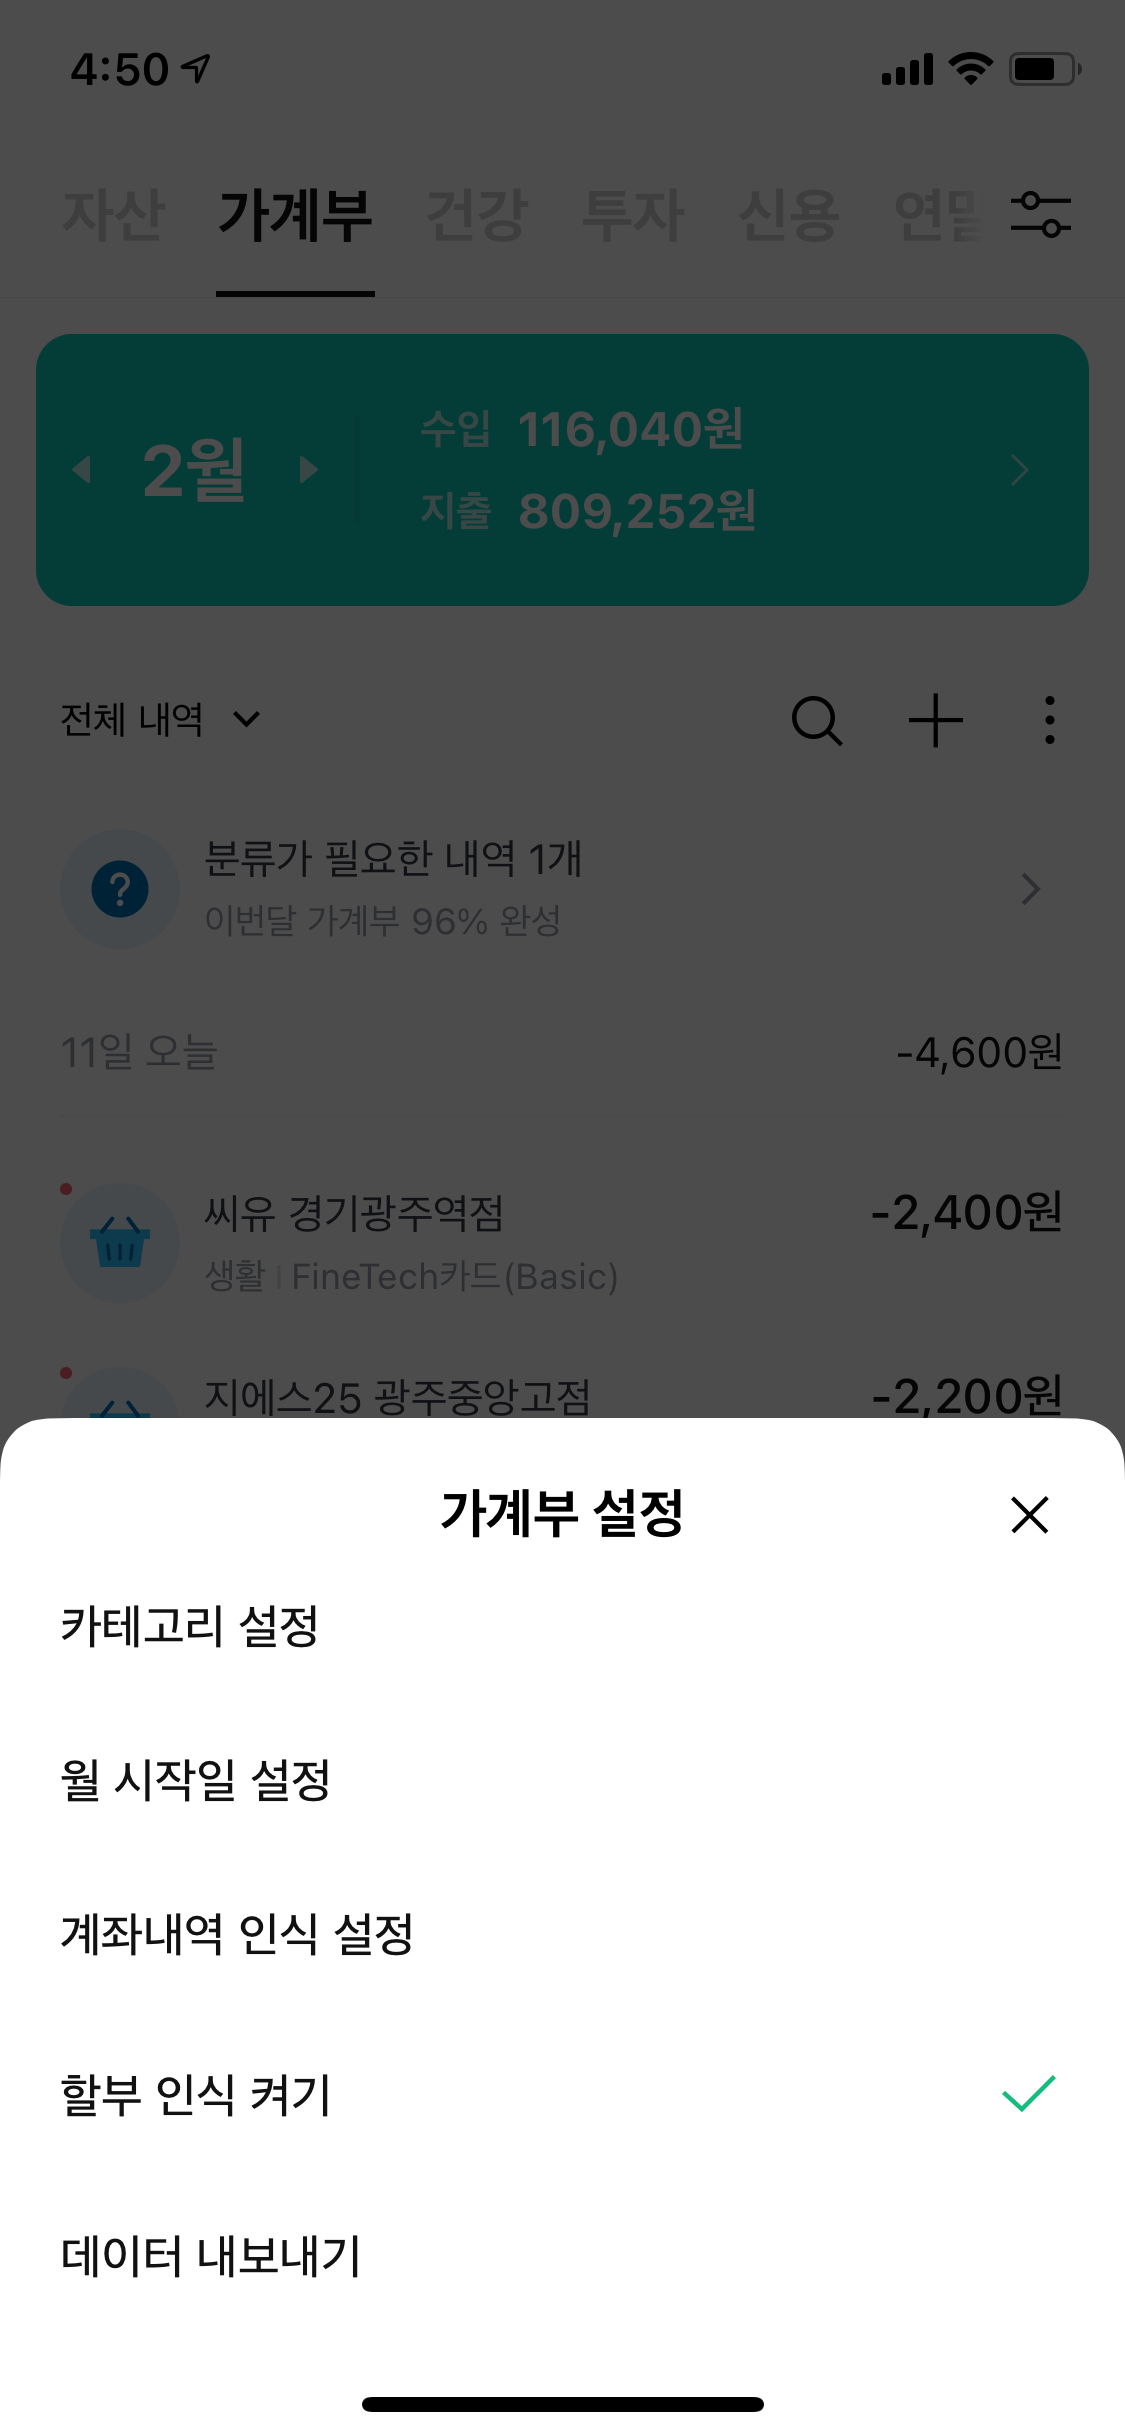 4:50
자산 가계부 건강 투자 신용
2월
수입 116,040원
지출 809,252원
전체 내역
분류가 필요한 내역 1개
이번달 가계부 96% 완성
11일 오늘 -4,600원
씨유 경기광주역점 -2,400원
생활 | FineTech카드(Basic)
지에스25 광주중앙고점 -2,200원
가계부 설정
카테고리 설정
월 시작일 설정
계좌내역 인식 설정
할부 인식 켜기
데이터 내보내기